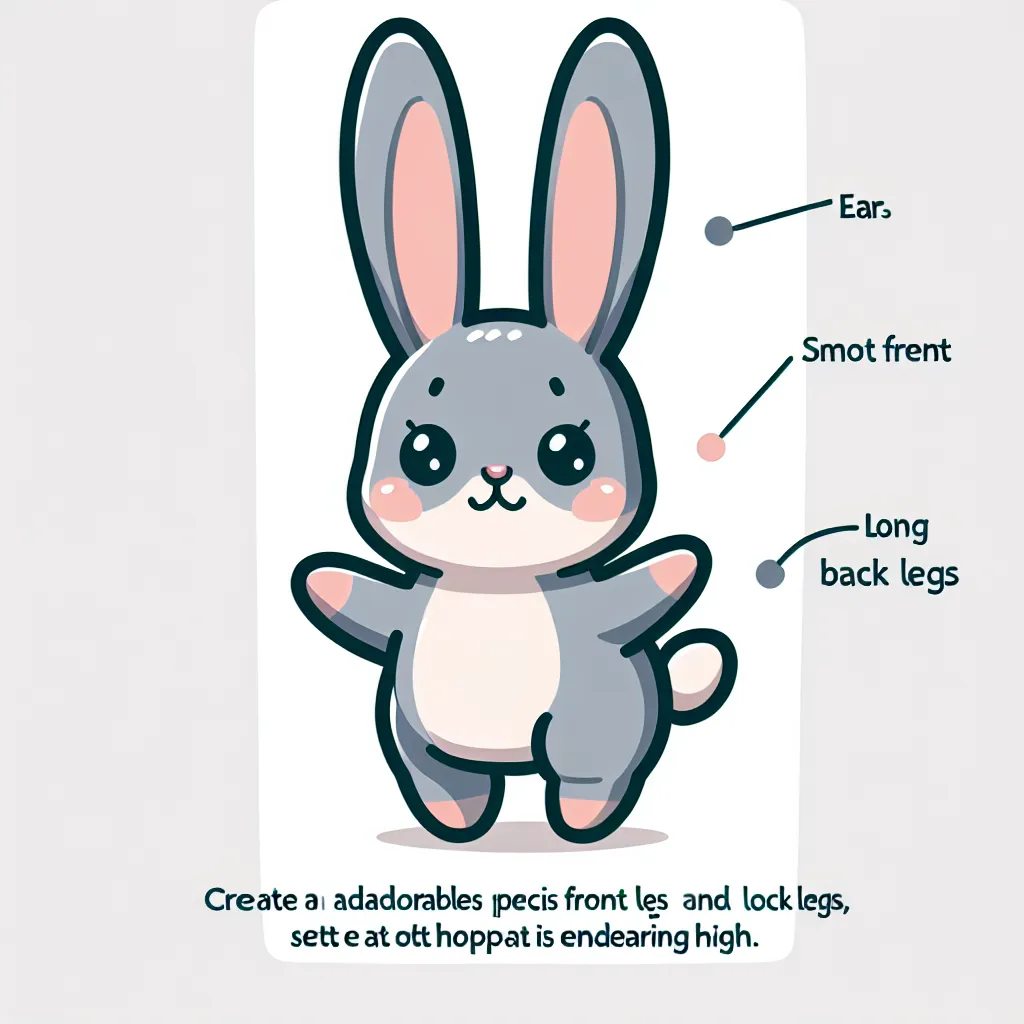 Ears
Smot frent
Long
back legs
Create a adadorables pecis front les and lock legs,
sett e at ott hoppat is endearing high.